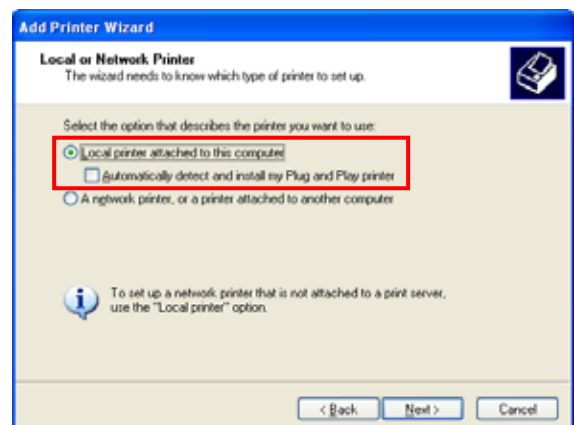 Add Printer Wizard
Local or Network Printer
The wizard needs to know which type of printer to set up.
Select the option that describes the printer you want to use:
Local printer attached to this computer
Automatically detect and install my Plug and Play printer
A network printer, or a printer attached to another computer
To set up a network printer that is not attached to a print server,
use the "Local printer" option.
< Back Next > Cancel